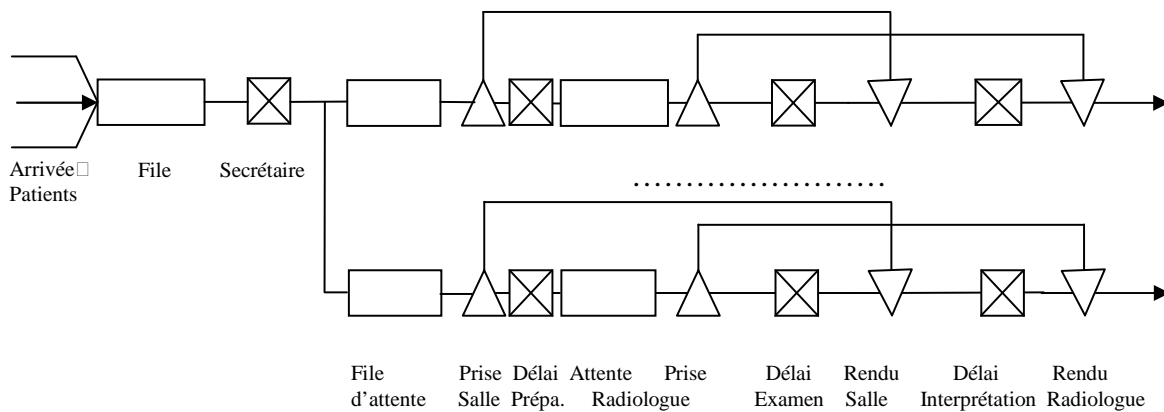 Arrivée□ File Secrétaire
Patients
File Prise Délai Attente Prise Délai Rendu Délai Rendu
d'attente Salle Prépa. Radiologue Examen Salle Interprétation Radiologue